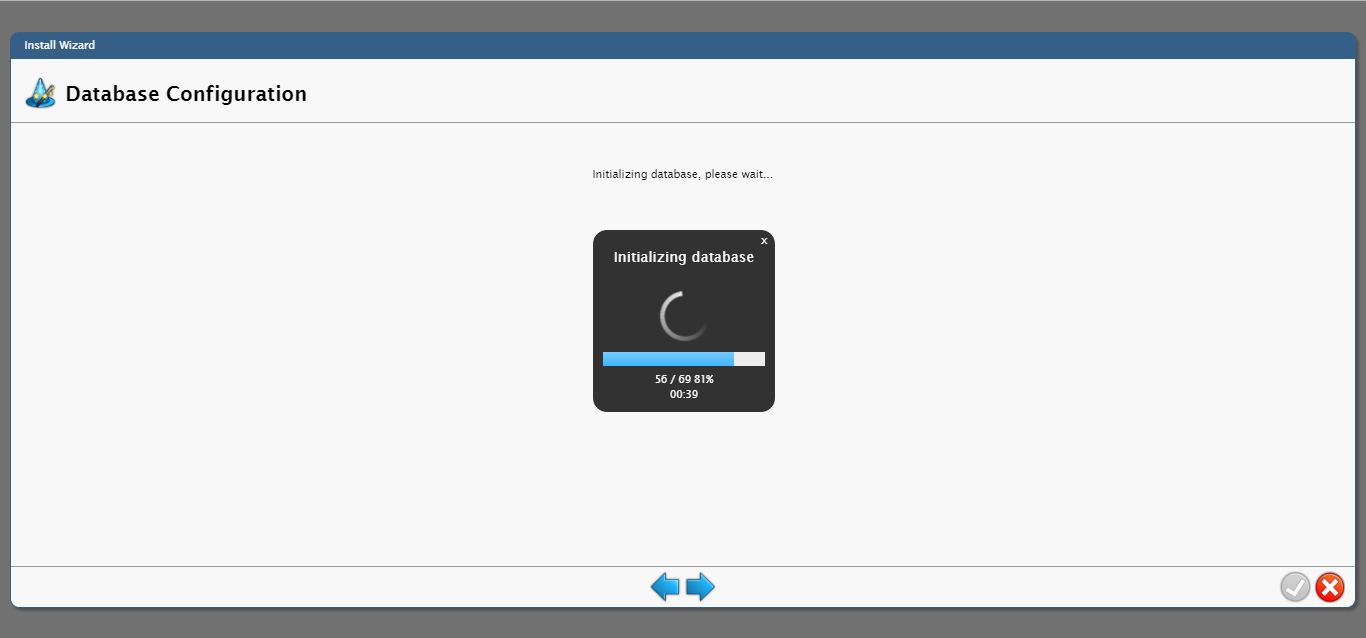 Install Wizard
Database Configuration
Initializing database, please wait...
x
Initializing database
56 / 69 81%
00:39